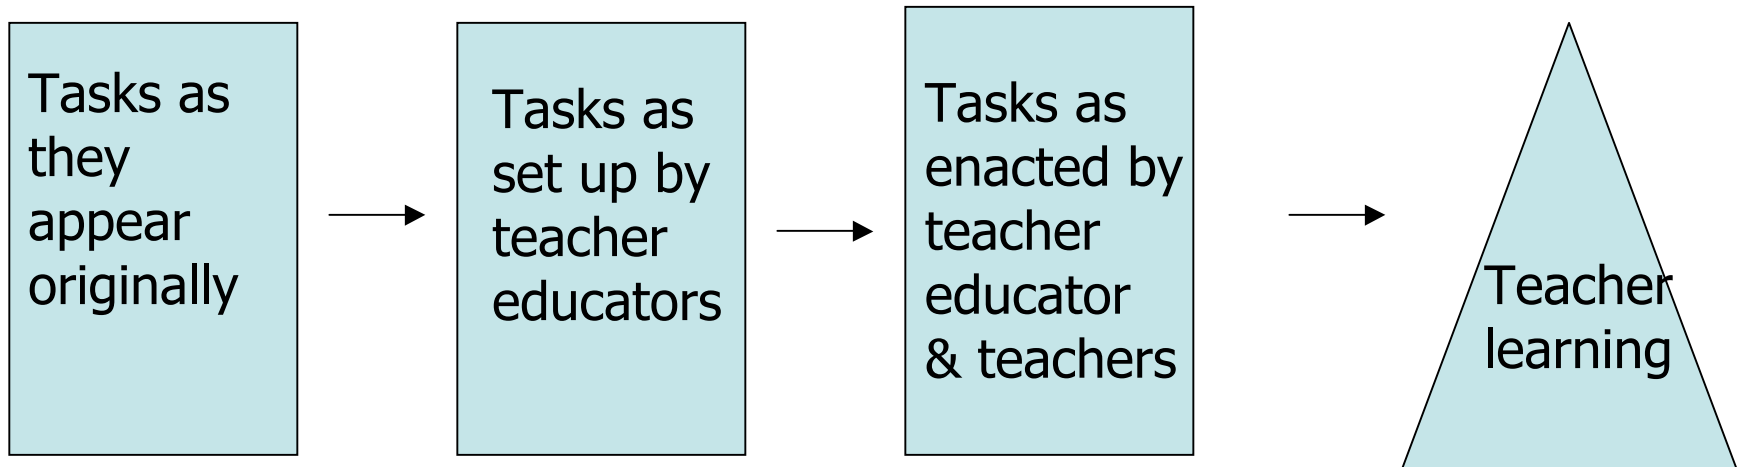 Tasks as
they
appear
originally
Tasks as
set up by
teacher
educators
Tasks as
enacted by
teacher
educator
& teachers
Teacher
learning